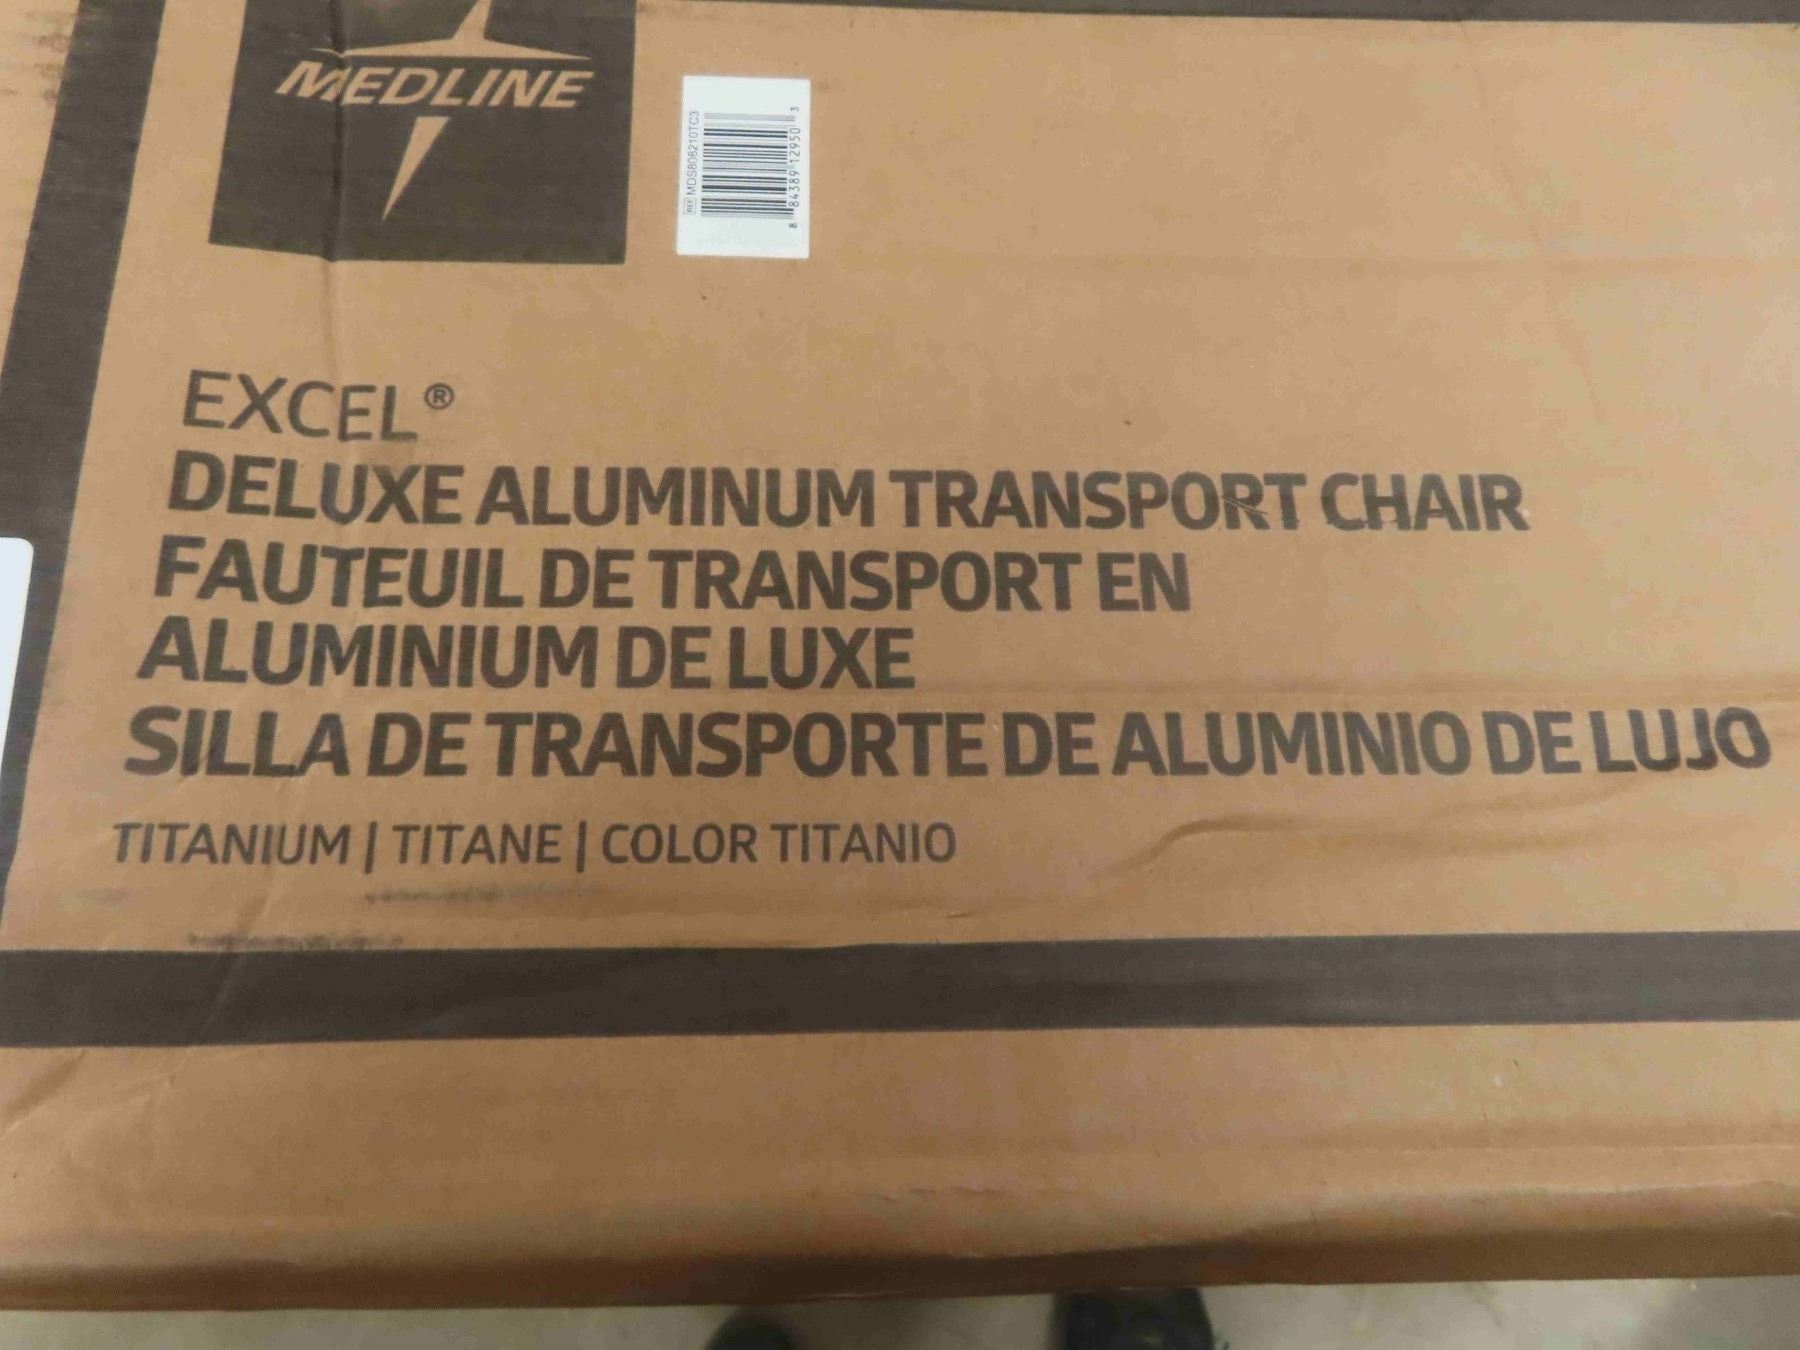 MEDLINE
REF MDS808210TC3
8 84389 12950 3
EXCEL®
DELUXE ALUMINUM TRANSPORT CHAIR
FAUTEUIL DE TRANSPORT EN
ALUMINIUM DE LUXE
SILLA DE TRANSPORTE DE ALUMINIO DE LUJO
TITANIUM | TITANE | COLOR TITANIO